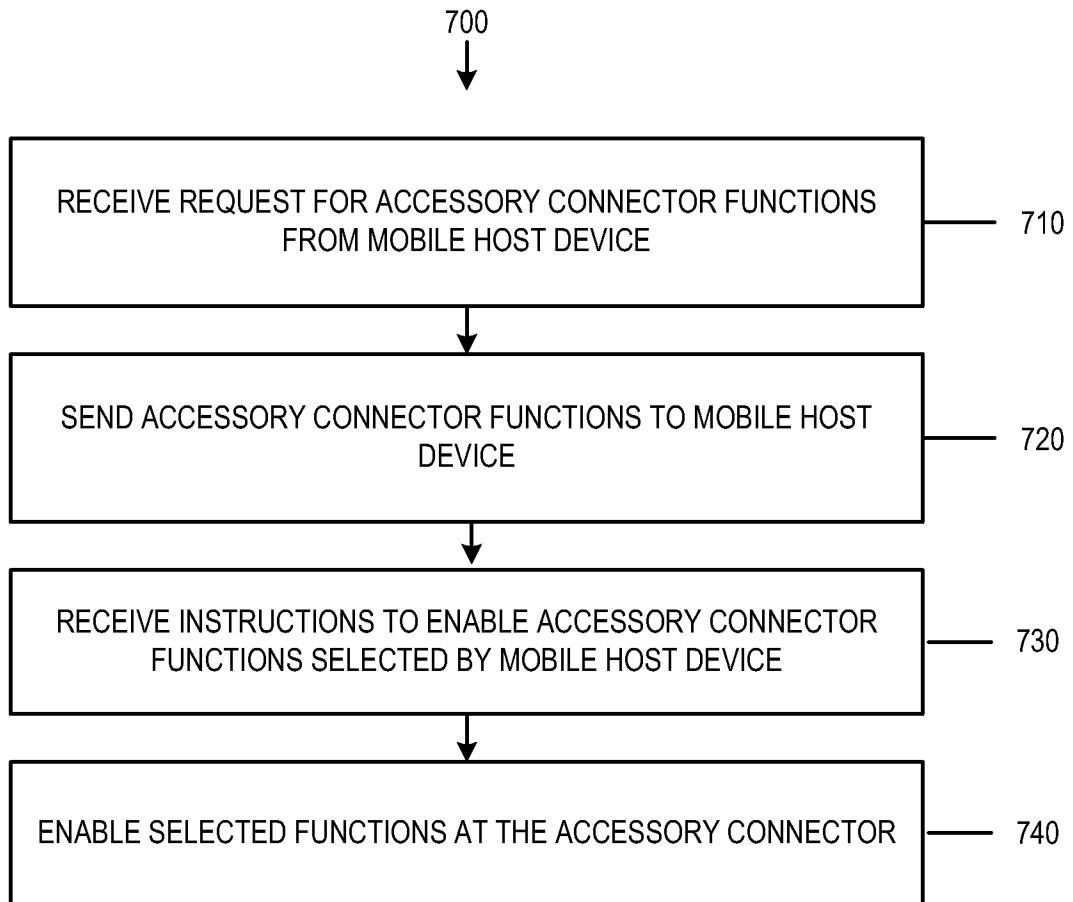 700
RECEIVE REQUEST FOR ACCESSORY CONNECTOR FUNCTIONS
FROM MOBILE HOST DEVICE
710
SEND ACCESSORY CONNECTOR FUNCTIONS TO MOBILE HOST
DEVICE
720
RECEIVE INSTRUCTIONS TO ENABLE ACCESSORY CONNECTOR
FUNCTIONS SELECTED BY MOBILE HOST DEVICE
730
ENABLE SELECTED FUNCTIONS AT THE ACCESSORY CONNECTOR
740